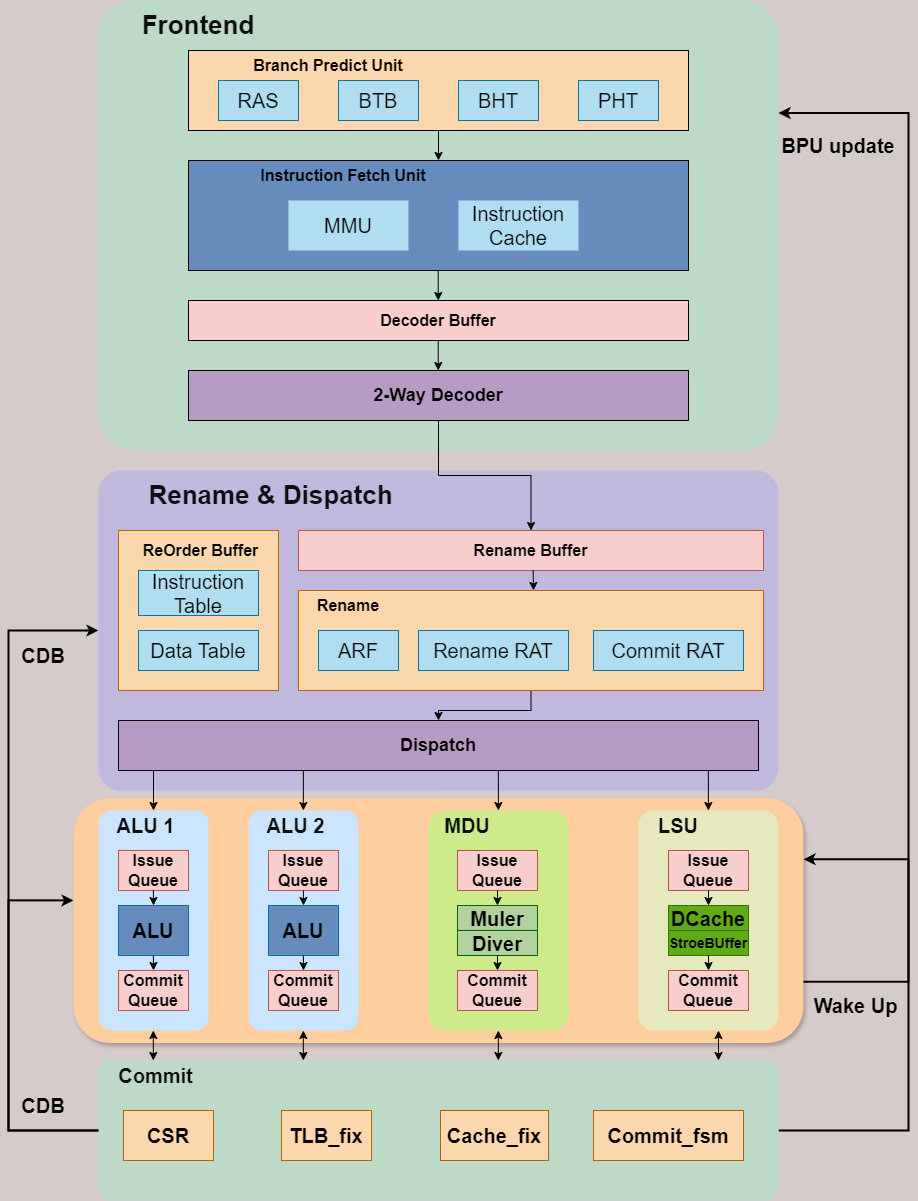 Frontend
Branch Predict Unit
RAS
BTB
BHT
PHT
BPU update
Instruction Fetch Unit
MMU
Instruction
Cache
Decoder Buffer
2-Way Decoder
Rename & Dispatch
ReOrder Buffer
Instruction
Table
Data Table
Rename Buffer
Rename
ARF
Rename RAT
Commit RAT
CDB
Dispatch
ALU 1
Issue
Queue
ALU
Commit
Queue
ALU 2
Issue
Queue
ALU
Commit
Queue
MDU
Issue
Queue
Muler
Diver
Commit
Queue
LSU
Issue
Queue
DCache
StroeBUffer
Commit
Queue
Wake Up
CDB
Commit
CSR
TLB_fix
Cache_fix
Commit_fsm